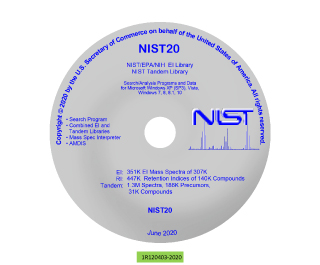 Copyright © 2020 by the U.S. Secretary of Commerce on behalf of the United States of America. All rights reserved.
NIST20
NIST/EPA/NIH EI Library
NIST Tandem Library
Search/Analysis Programs and Data
for Microsoft Windows XP (SP3), Vista,
Windows 7, 8, 8.1, 10
NIST
• Search Program
• Combined EI and
Tandem Libraries
• Mass Spec Interpreter
• AMDIS
EI: 351K EI Mass Spectra of 307K
RI: 447K Retention Indices of 140K Compounds
Tandem: 1.3M Spectra, 186K Precursors,
31K Compounds
NIST20
June 2020
1R120403-2020